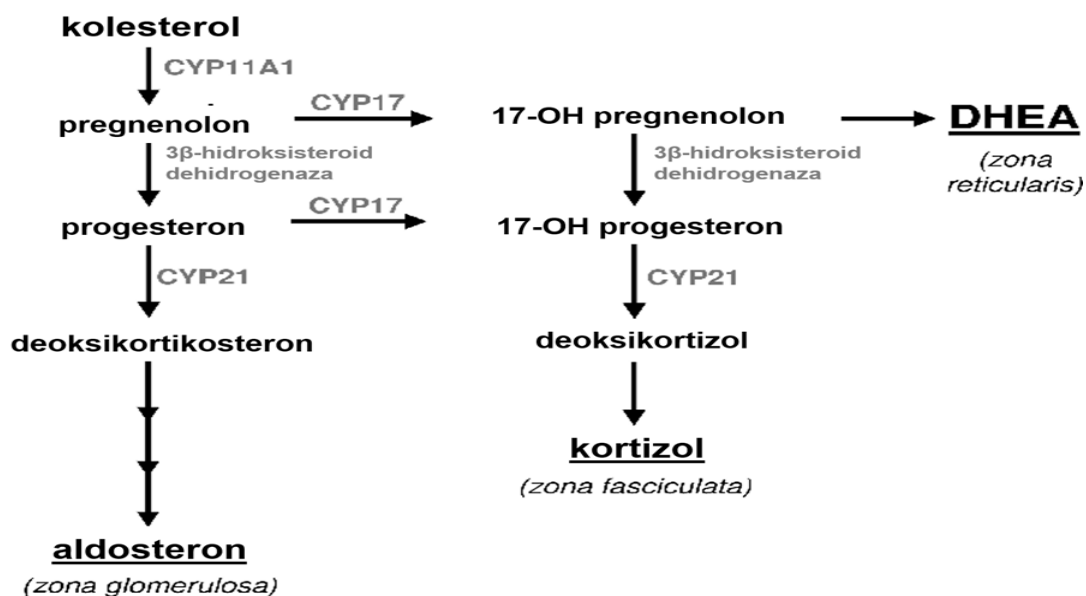 kolesterol
CYP11A1
pregnenolon
CYP17
17-OH pregnenolon
DHEA
(zona
reticularis)
3β-hidroksisteroid
dehidrogenaza
3β-hidroksisteroid
dehidrogenaza
progesteron
CYP17
17-OH progesteron
CYP21
CYP21
deoksikortikosteron
deoksikortizol
kortizol
(zona fasciculata)
aldosteron
(zona glomerulosa)